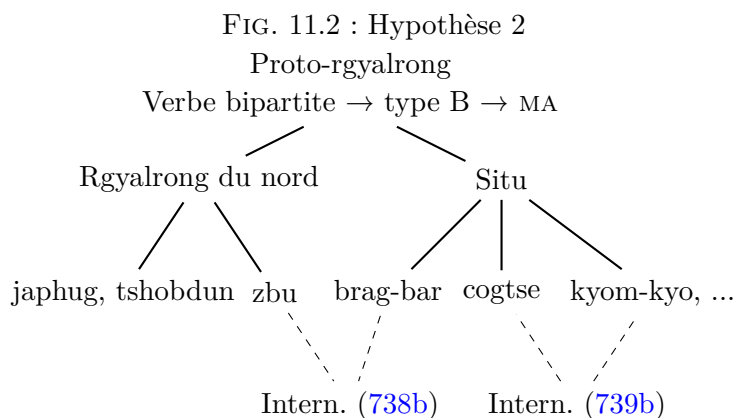 FIG. 11.2 : Hypothèse 2
Proto-rgyalrong
Verbe bipartite → type B → MA
Rgyalrong du nord Situ
japhug, tshobdun zbu brag-bar cogtse kyom-kyo, ...
Intern. (738b) Intern. (739b)